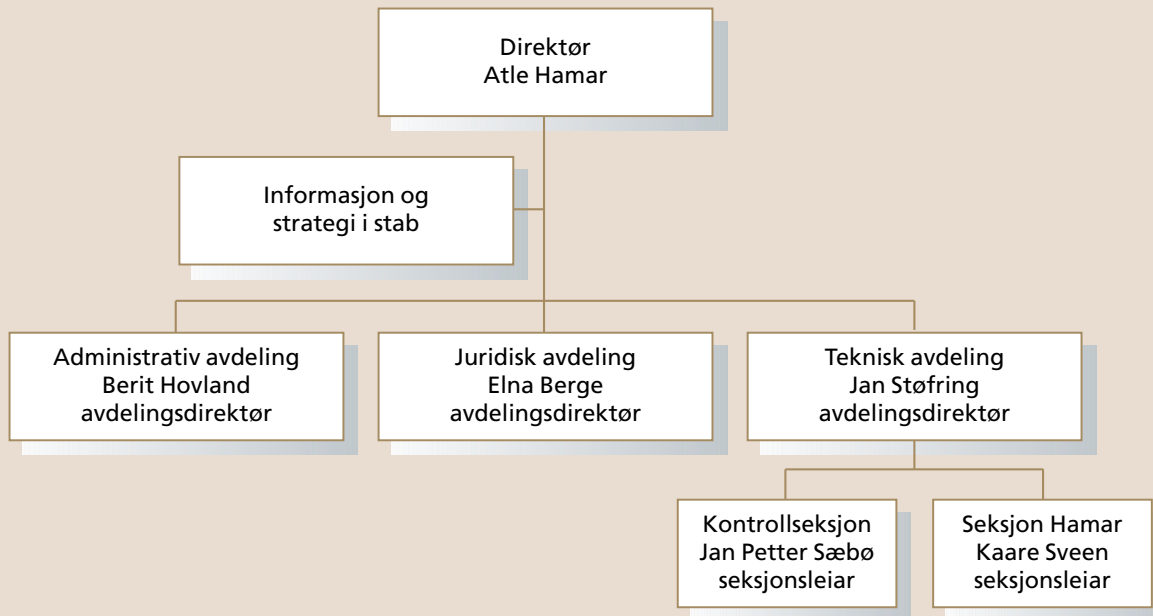 Direktør
Atle Hamar
Informasjon og
strategi i stab
Administrativ avdeling
Berit Hovland
avdelingsdirektør
Juridisk avdeling
Elna Berge
avdelingsdirektør
Teknisk avdeling
Jan Støfring
avdelingsdirektør
Kontrollseksjon
Jan Petter Sæbø
seksjonsleiar
Seksjon Hamar
Kaare Sveen
seksjonsleiar